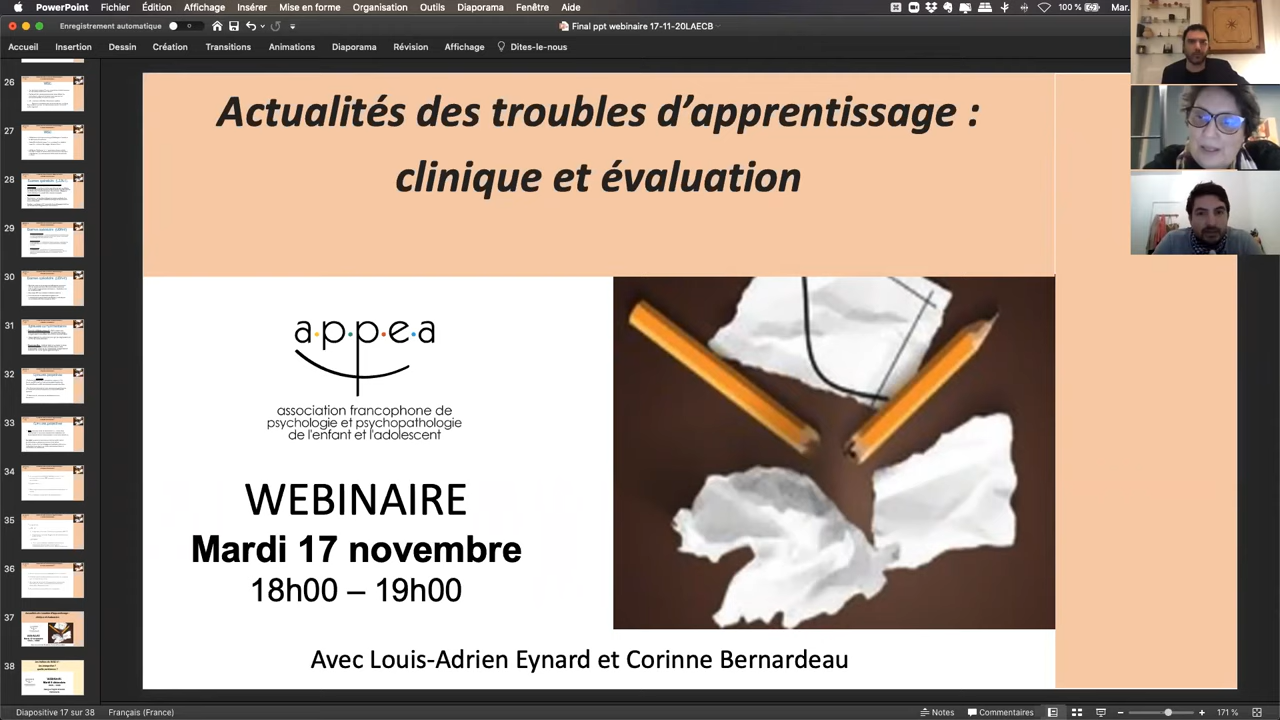 PowerPoint Fichier Édition Affichage Insérer Mise en forme Organisation Outils Diaporama Fenêtre Aide 100 % Mar.
Enregistrement automatique Final ppt webinaire 17-11-20LAECB
Accueil Insertion Dessin Création Transitions Animations Diaporama Révision Affichage Dites-le-nous
26
27
28
29
30
31
32
33
34
35
36
37
38
Actualités des troubles d’apprentissage :
clinique et évaluation
a·p·p·e·a
association francophone de
psychologie et psychopathologie
de l'enfant et l'adolescent
WEBINAIRE
Mardi 17 novembre
18h00 – 19h00
Avec Louis-Adrien Eynard et Corinne Bernardeau
Diapositive 17 sur 38 Français (France) Notes Commentaires 171 %